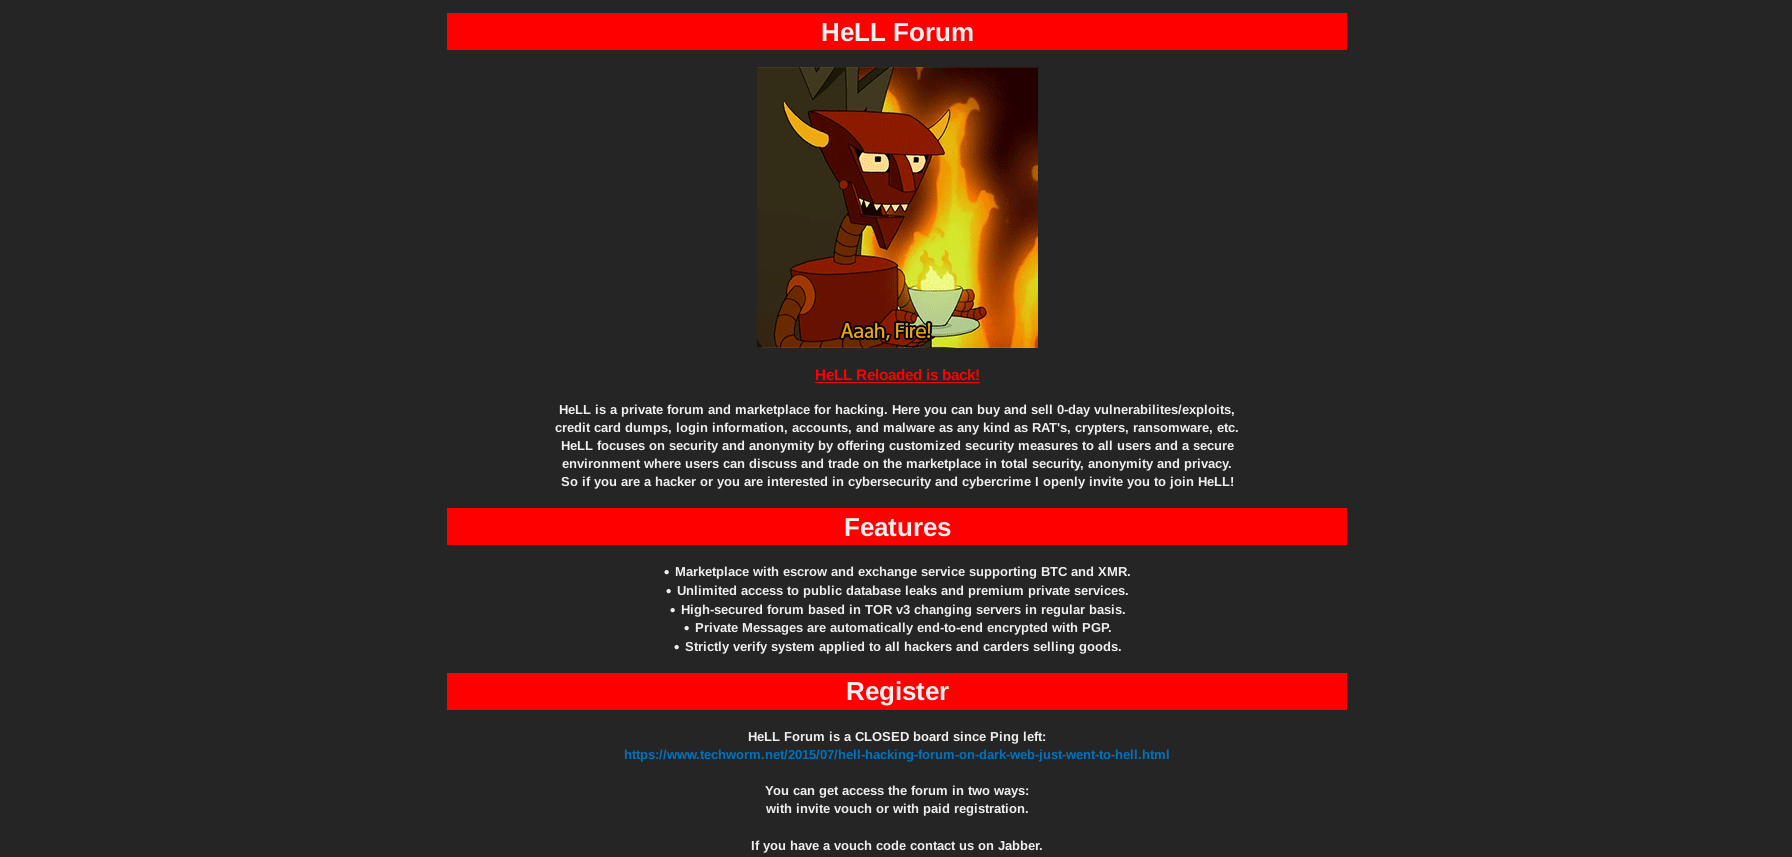 HeLL Forum
Aaah, Fire!
HeLL Reloaded is back!
HeLL is a private forum and marketplace for hacking. Here you can buy and sell 0-day vulnerabilites/exploits,
credit card dumps, login information, accounts, and malware as any kind as RAT's, crypters, ransomware, etc.
HeLL focuses on security and anonymity by offering customized security measures to all users and a secure
environment where users can discuss and trade on the marketplace in total security, anonymity and privacy.
So if you are a hacker or you are interested in cybersecurity and cybercrime I openly invite you to join HeLL!
Features
• Marketplace with escrow and exchange service supporting BTC and XMR.
• Unlimited access to public database leaks and premium private services.
• High-secured forum based in TOR v3 changing servers in regular basis.
• Private Messages are automatically end-to-end encrypted with PGP.
• Strictly verify system applied to all hackers and carders selling goods.
Register
HeLL Forum is a CLOSED board since Ping left:
https://www.techworm.net/2015/07/hell-hacking-forum-on-dark-web-just-went-to-hell.html
You can get access the forum in two ways:
with invite vouch or with paid registration.
If you have a vouch code contact us on Jabber.